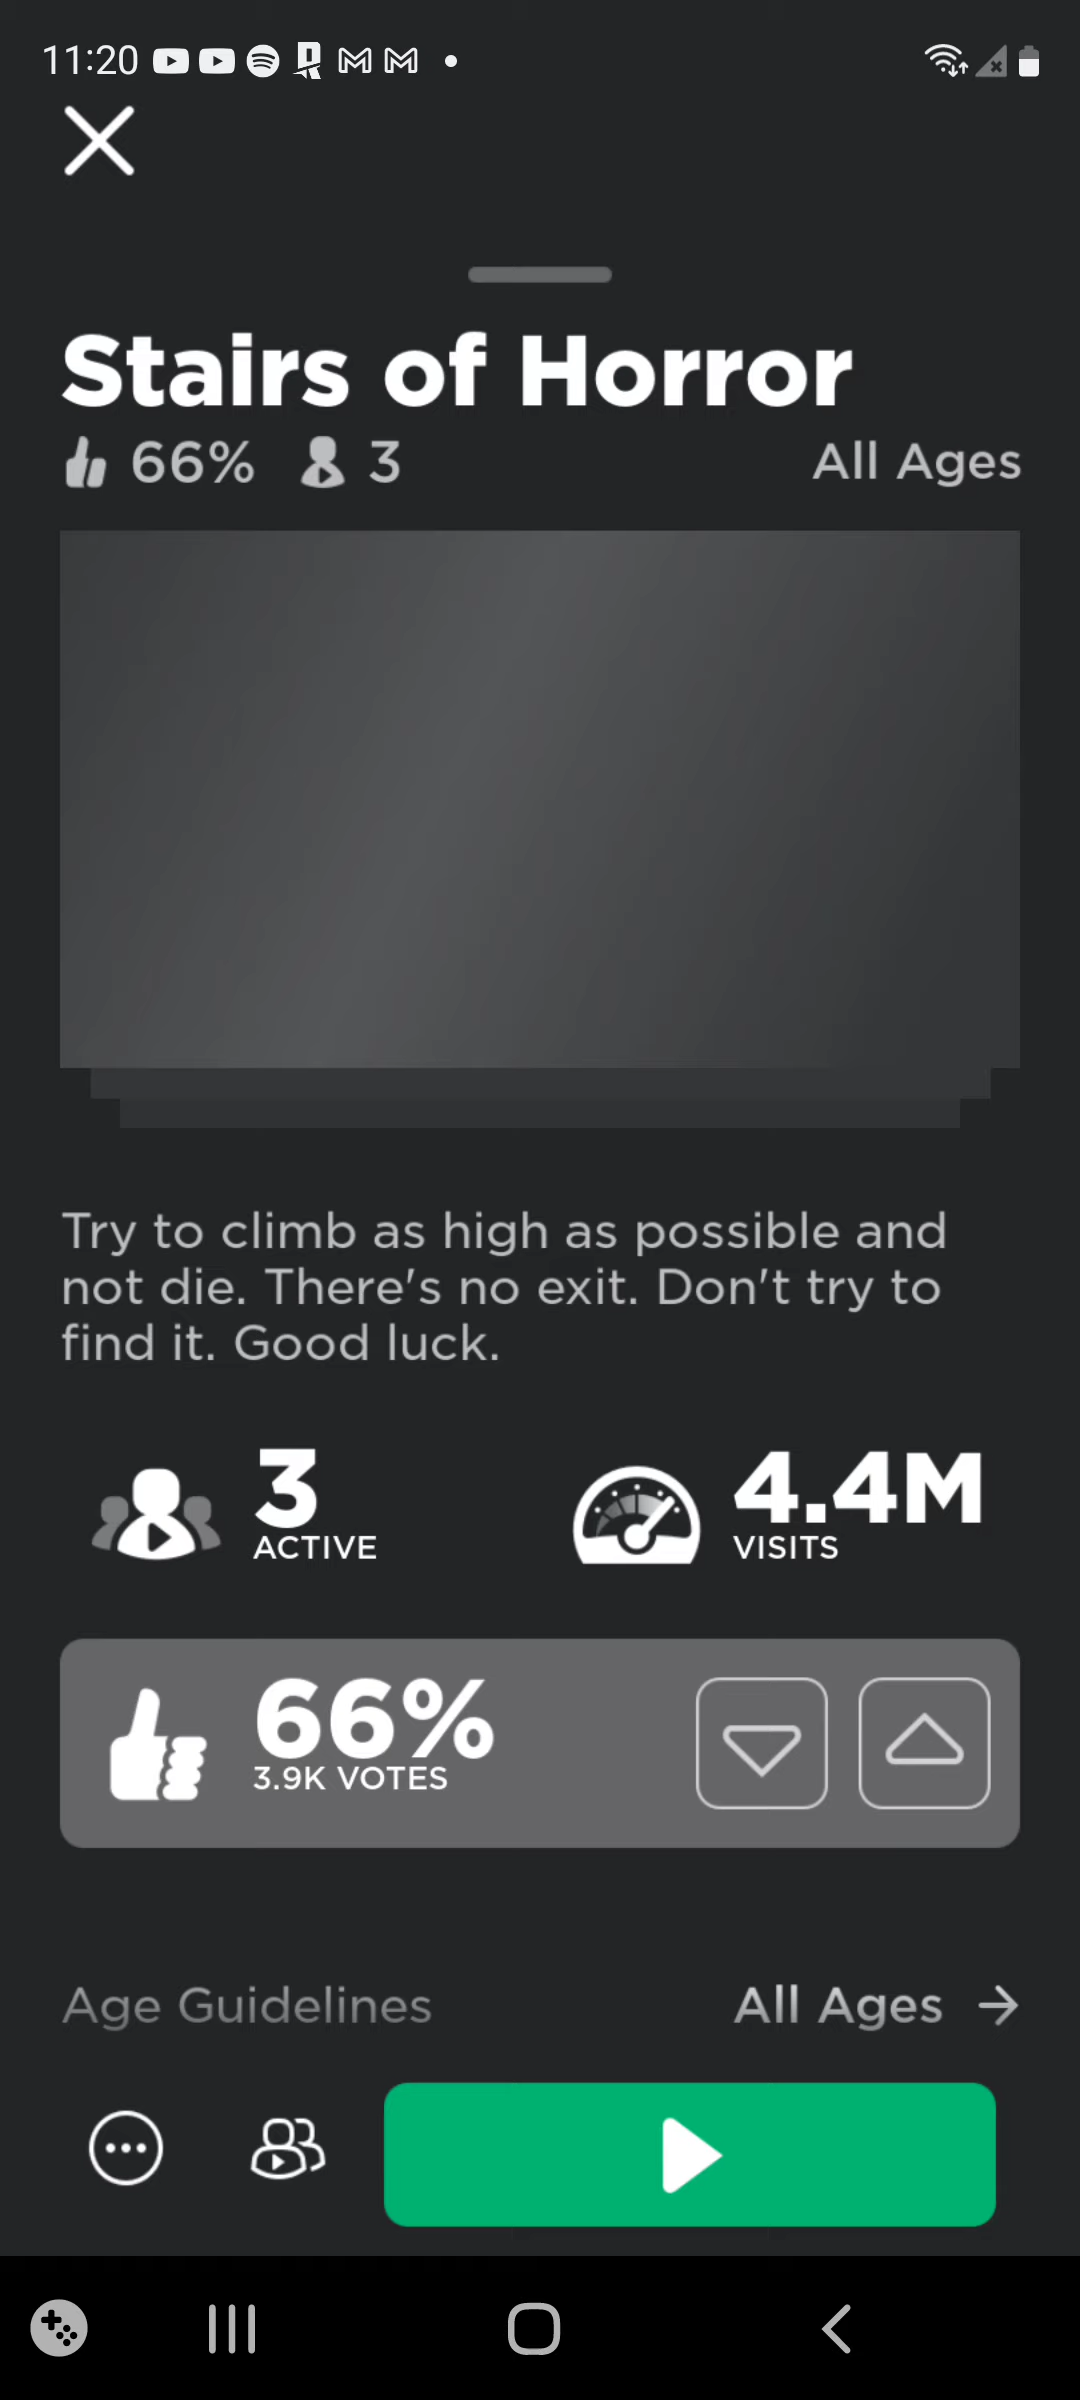 11:20
Stairs of Horror
66% 3 All Ages
Try to climb as high as possible and
not die. There's no exit. Don't try to
find it. Good luck.
3 4.4M
ACTIVE VISITS
66%
3.9K VOTES
Age Guidelines All Ages